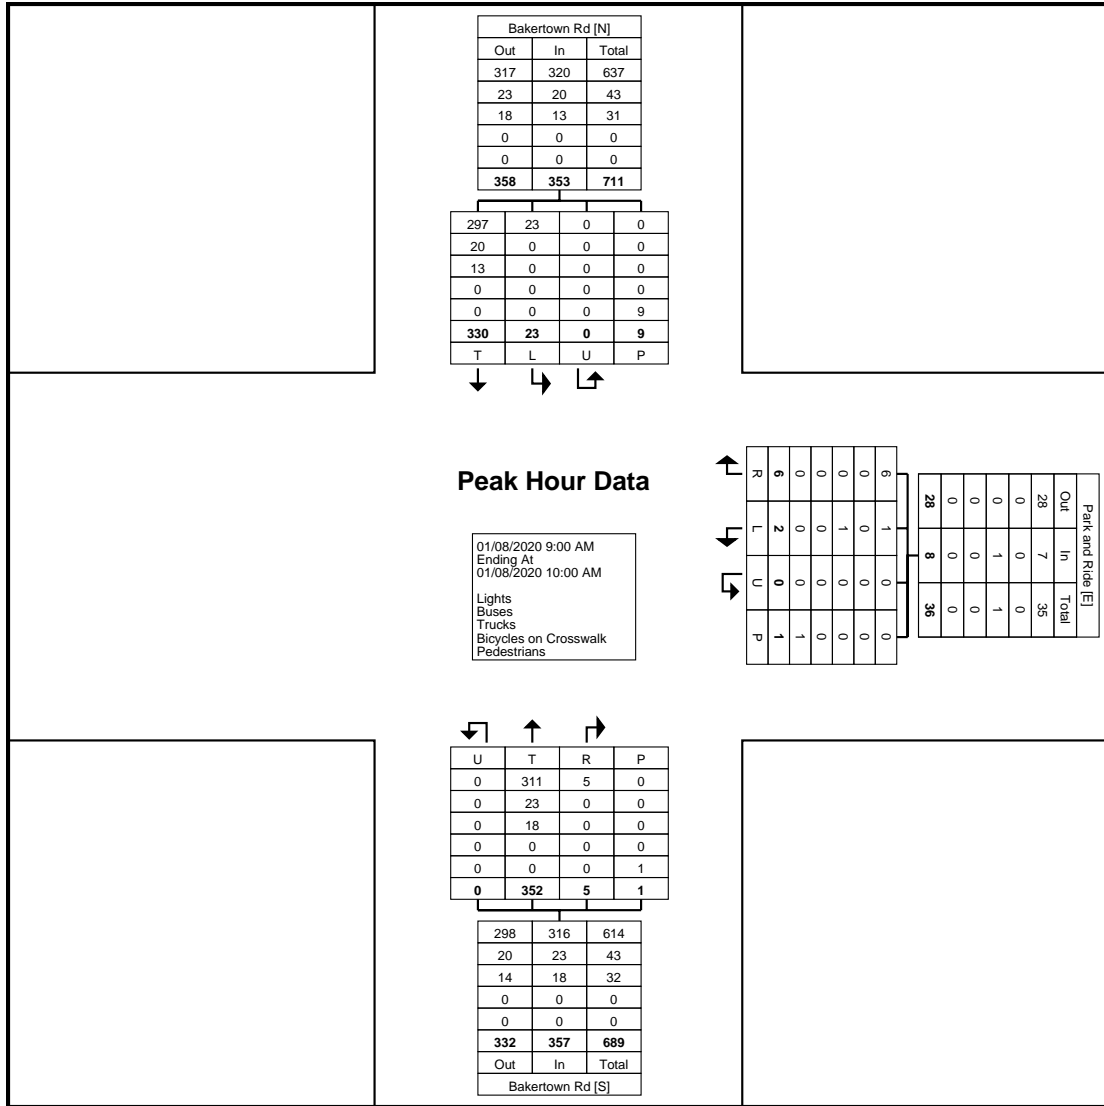 Bakertown Rd [N]
Out In Total
317 320 637
23 20 43
18 13 31
0 0 0
0 0 0
358 353 711
297 23 0 0
20 0 0 0
13 0 0 0
0 0 0 0
0 0 0 9
330 23 0 9
T L U P
Peak Hour Data
01/08/2020 9:00 AM
Ending At
01/08/2020 10:00 AM
Lights
Buses
Trucks
Bicycles on Crosswalk
Pedestrians
Park and Ride [E]
Out In Total
28 7 35
0 0 0
0 1 1
0 0 0
0 0 0
28 8 36
6 1 0 0
0 0 0 0
0 1 0 0
0 0 0 0
0 0 0 1
6 2 0 1
R L U P
U T R P
0 311 5 0
0 23 0 0
0 18 0 0
0 0 0 0
0 0 0 1
0 352 5 1
298 316 614
20 23 43
14 18 32
0 0 0
0 0 0
332 357 689
Out In Total
Bakertown Rd [S]